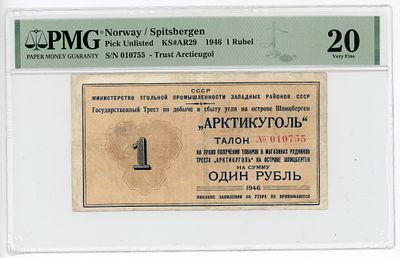 PMG
PAPER MONEY GUARANTY
Norway / Spitsbergen
Pick Unlisted KS#AR29 1946 1 Rubel
S/N 010755 - Trust Arcticugol
20
Very Fine
СССР
МИНИСТЕРСТВО УГОЛЬНОЙ ПРОМЫШЛЕННОСТИ ЗАПАДНЫХ РАЙОНОВ СССР
Государственный Трест по добыче и сбыту угля на острове Шпицберген
„АРКТИКУГОЛЬ"
ТАЛОН № 010755
НА ПРАВО ПОЛУЧЕНИЯ ТОВАРОВ В МАГАЗИНАХ РУДНИКОВ
ТРЕСТА „АРКТИКУГОЛЬ" НА ОСТРОВЕ ШПИЦБЕРГЕН
НА СУММУ
ОДИН РУБЛЬ
1946
НИКАКИЕ ЗАЯВЛЕНИЯ ОБ УТЕРЕ НЕ ПРИНИМАЮТСЯ
1